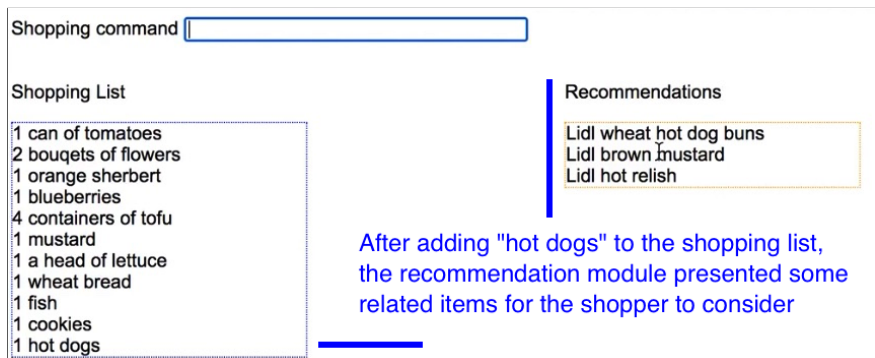 Shopping command
Shopping List
1 can of tomatoes
2 bouqets of flowers
1 orange sherbert
1 blueberries
4 containers of tofu
1 mustard
1 a head of lettuce
1 wheat bread
1 fish
1 cookies
1 hot dogs
Recommendations
Lidl wheat hot dog buns
Lidl brown mustard
Lidl hot relish
After adding "hot dogs" to the shopping list,
the recommendation module presented some
related items for the shopper to consider